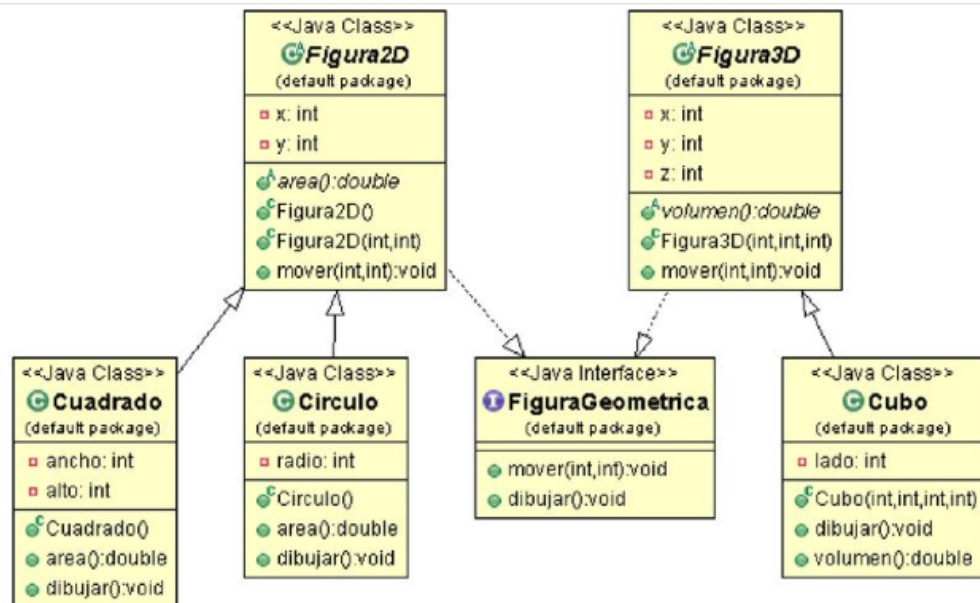 <<Java Class>>
Figura2D
(default package)
x: int
y: int
area():double
Figura2D()
Figura2D(int,int)
mover(int,int):void
<<Java Class>>
Figura3D
(default package)
x: int
y: int
z: int
volumen():double
Figura3D(int,int,int)
mover(int,int):void
<<Java Class>>
Cuadrado
(default package)
ancho: int
alto: int
Cuadrado()
area():double
dibujar():void
<<Java Class>>
Circulo
(default package)
radio: int
Circulo()
area():double
dibujar():void
<<Java Interface>>
FiguraGeometrica
(default package)
mover(int,int):void
dibujar():void
<<Java Class>>
Cubo
(default package)
lado: int
Cubo(int,int,int,int)
dibujar():void
volumen():double